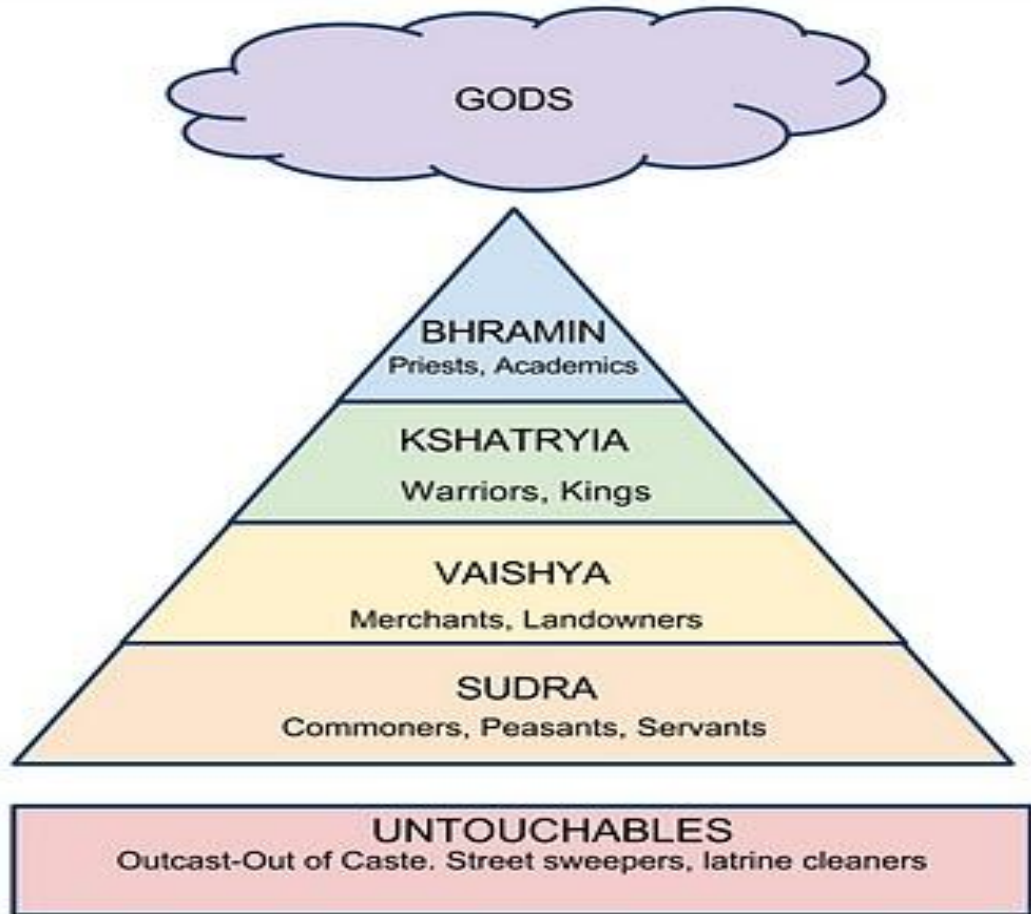 GODS
BHRAMIN
Priests, Academics
KSHATRYIA
Warriors, Kings
VAISHYA
Merchants, Landowners
SUDRA
Commoners, Peasants, Servants
UNTOUCHABLES
Outcast-Out of Caste. Street sweepers, latrine cleaners